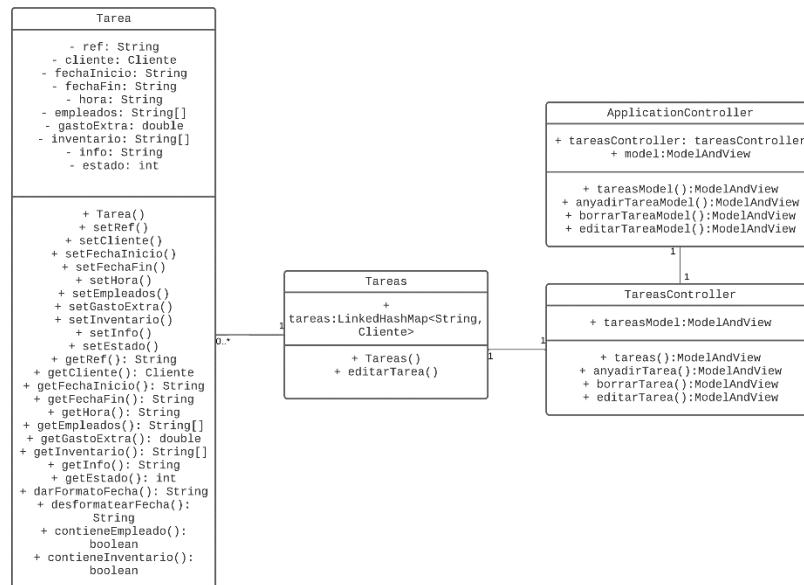 Tarea
- ref: String
- cliente: Cliente
- fechaInicio: String
- fechaFin: String
- hora: String
- empleados: String[]
- gastoExtra: double
- inventario: String[]
- info: String
- estado: int
+ Tarea()
+ setRef()
+ setCliente()
+ setFechaInicio()
+ setFechaFin()
+ setHora()
+ setEmpleados()
+ setGastoExtra()
+ setInventario()
+ setInfo()
+ setEstado()
+ getRef(): String
+ getCliente(): Cliente
+ getFechaInicio(): String
+ getFechaFin(): String
+ getHora(): String
+ getEmpleados(): String[]
+ getGastoExtra(): double
+ getInventario(): String[]
+ getInfo(): String
+ getEstado(): int
+ darFormatoFecha(): String
+ desformatearFecha():
String
+ contieneEmpleado():
boolean
+ contieneInventario():
boolean
0..*
1
Tareas
+
tareas:LinkedHashMap<String,
Cliente>
+ Tareas()
+ editarTarea()
1
1
ApplicationController
+ tareasController: tareasController
+ model:ModelAndView
+ tareasModel():ModelAndView
+ anyadirTareaModel():ModelAndView
+ borrarTareaModel():ModelAndView
+ editarTareaModel():ModelAndView
1
1
TareasController
+ tareasModel:ModelAndView
+ tareas():ModelAndView
+ anyadirTarea():ModelAndView
+ borrarTarea():ModelAndView
+ editarTarea():ModelAndView